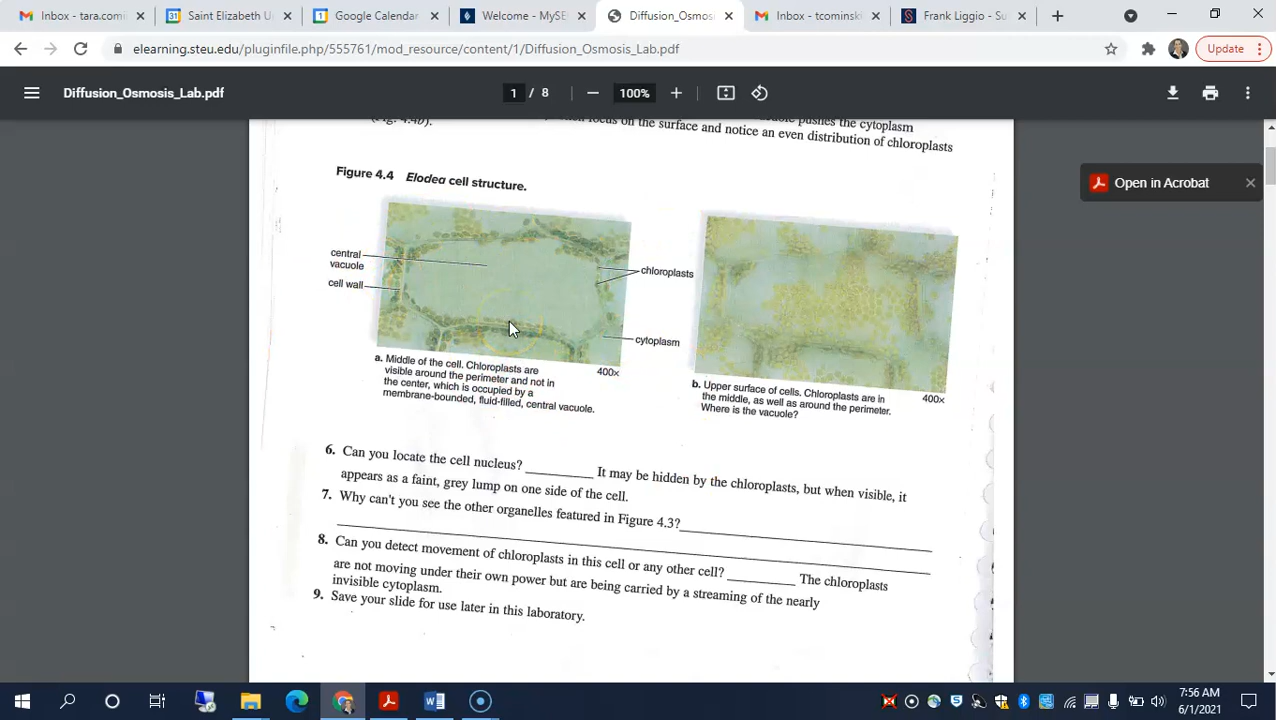 Inbox - tara.comm
Saint Elizabeth U
Google Calendar
Welcome - MySE
Diffusion_Osmo
Inbox - tcominsk
Frank Liggio - Su
elearning.steu.edu/pluginfile.php/555761/mod_resource/content/1/Diffusion_Osmosis_Lab.pdf
Update
Diffusion_Osmosis_Lab.pdf
1 / 8
100%
Open in Acrobat
pushes the cytoplasm
focus on the surface and notice an even distribution of chloroplasts
(Fig. 4.4b).
Figure 4.4 Elodea cell structure.
central
vacuole
cell wall
chloroplasts
cytoplasm
a. Middle of the cell. Chloroplasts are
visible around the perimeter and not in
the center, which is occupied by a
membrane-bounded, fluid-filled, central vacuole.
400×
b. Upper surface of cells. Chloroplasts are in
the middle, as well as around the perimeter.
Where is the vacuole?
400×
6. Can you locate the cell nucleus? __________ It may be hidden by the chloroplasts, but when visible, it
appears as a faint, grey lump on one side of the cell.
7. Why can't you see the other organelles featured in Figure 4.3?
8. Can you detect movement of chloroplasts in this cell or any other cell? __________ The chloroplasts
are not moving under their own power but are being carried by a streaming of the nearly
invisible cytoplasm.
9. Save your slide for use later in this laboratory.
7:56 AM
6/1/2021